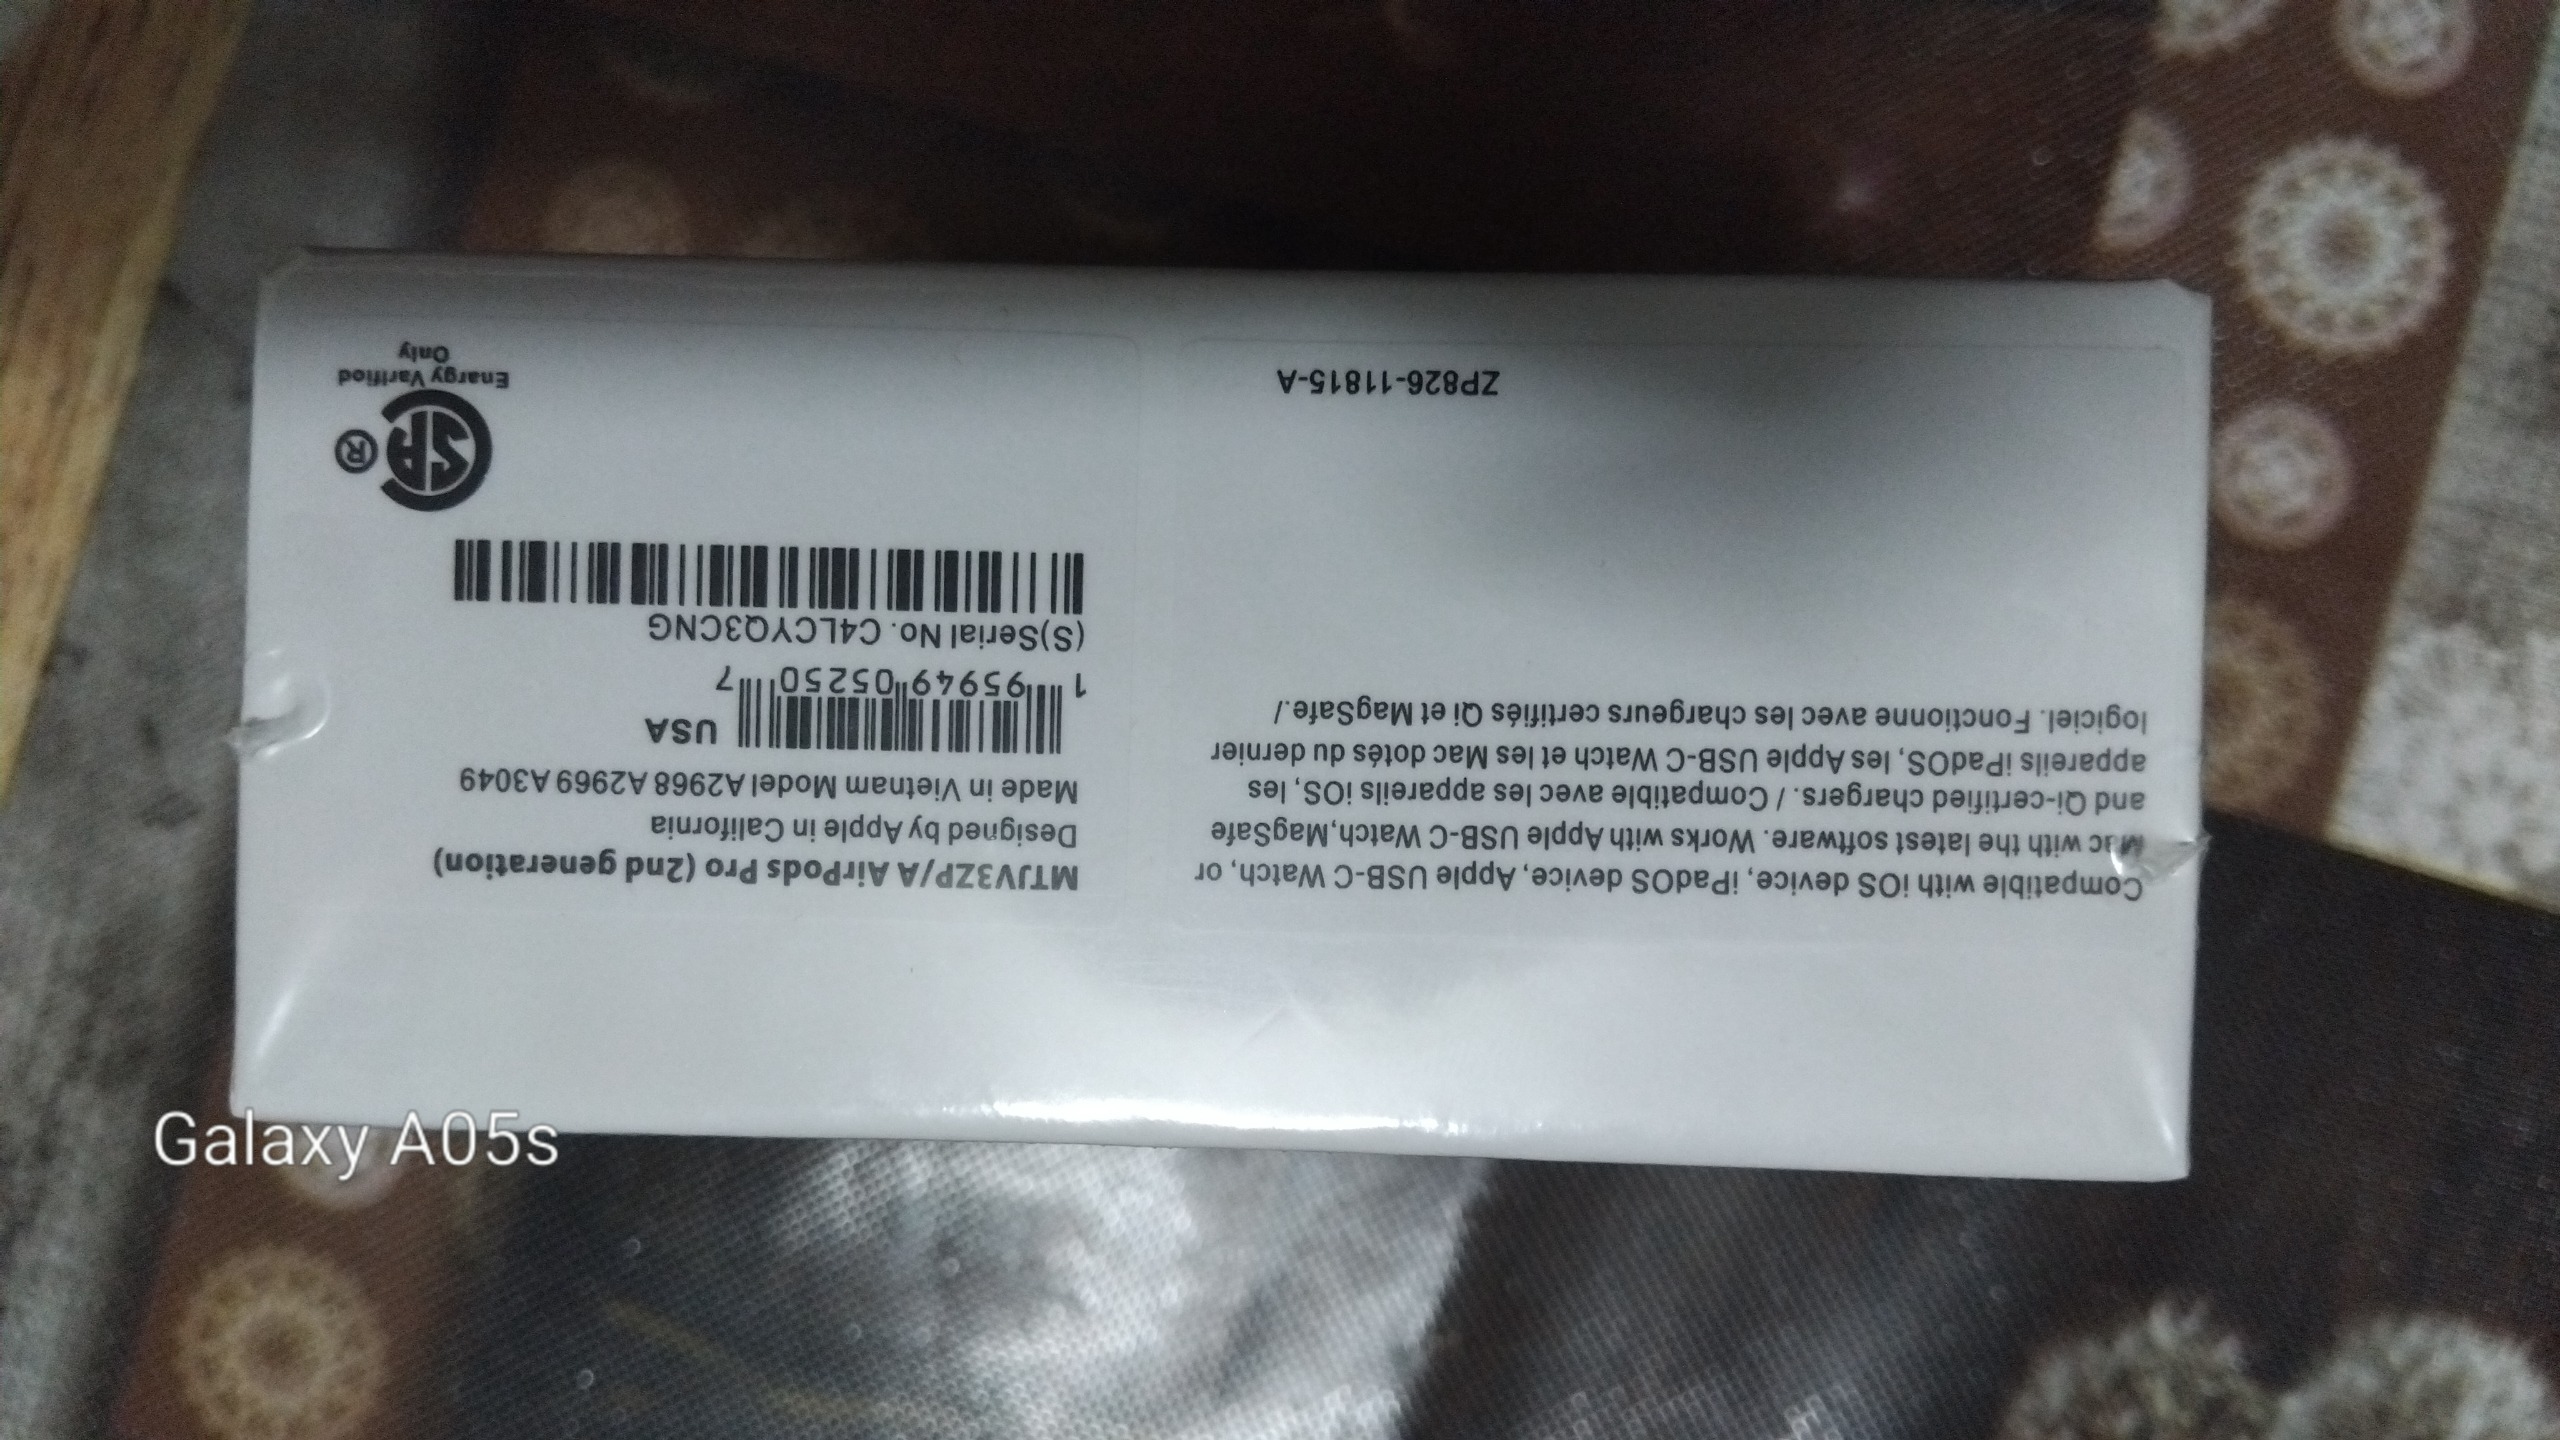 Compatible with iOS device, iPadOS device, Apple USB-C Watch, or
Mac with the latest software. Works with Apple USB-C Watch,MagSafe
and Qi-certified chargers. / Compatible avec les appareils iOS, les
appareils iPadOS, les Apple USB-C Watch et les Mac dotés du dernier
logiciel. Fonctionne avec les chargeurs certifiés Qi et MagSafe./
ZP826-11815-A
MTJV3ZP/A AirPods Pro (2nd generation)
Designed by Apple in California
Made in Vietnam Model A2968 A2969 A3049
USA
1 95949 05250 7
(S)Serial No. C4LCYQ3CNG
SA ®
Enargy Varified
Only
Galaxy A05s